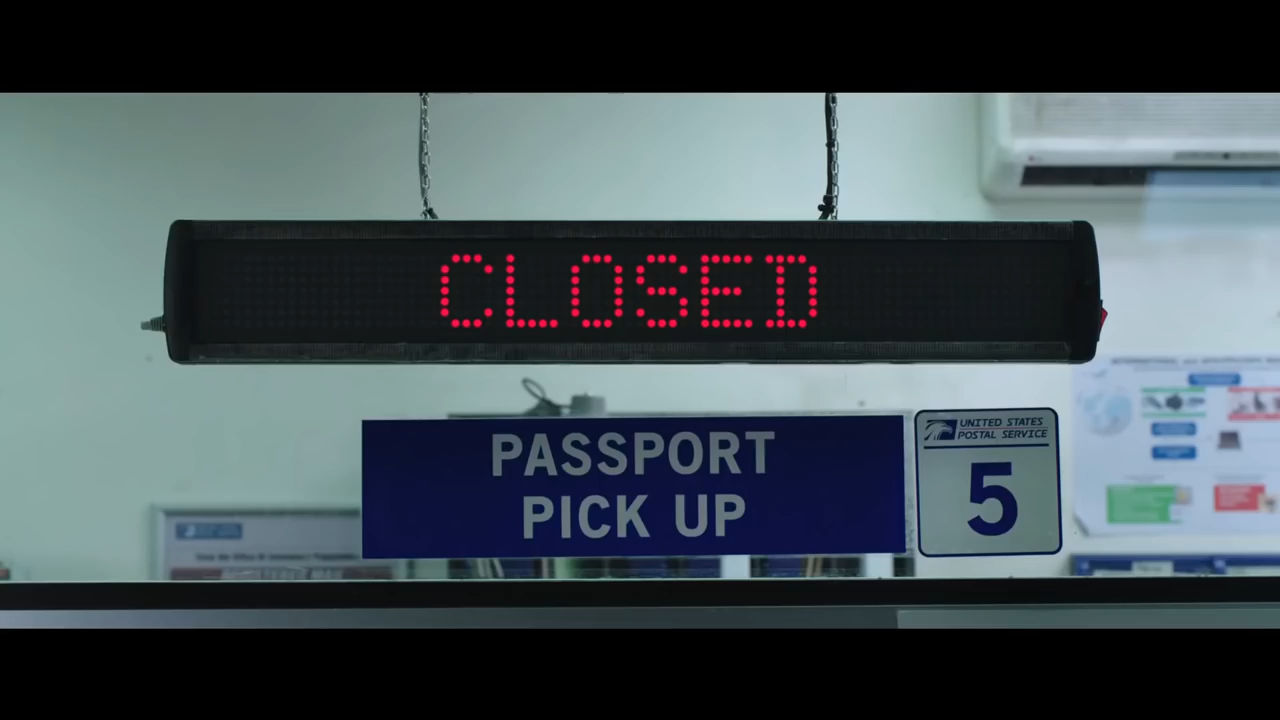 CLOSED
PASSPORT
PICK UP
UNITED STATES
POSTAL SERVICE
5